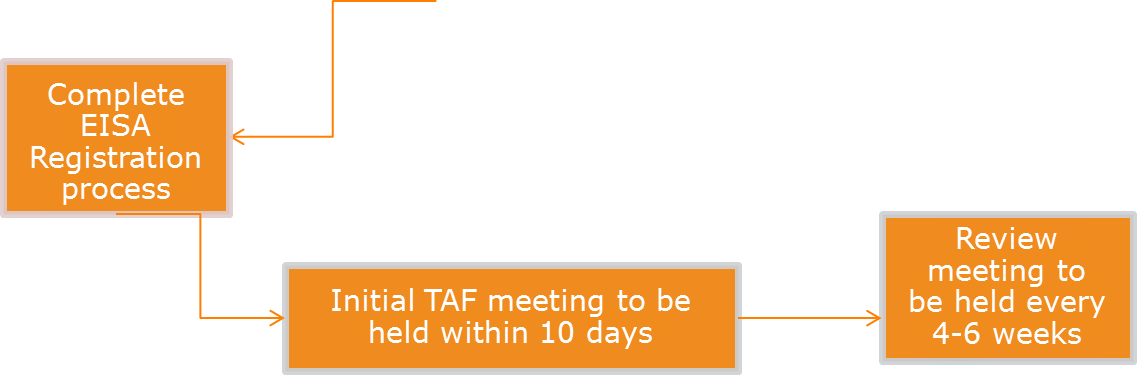 Complete
EISA
Registration
process
Initial TAF meeting to be
held within 10 days
Review
meeting to
be held every
4-6 weeks